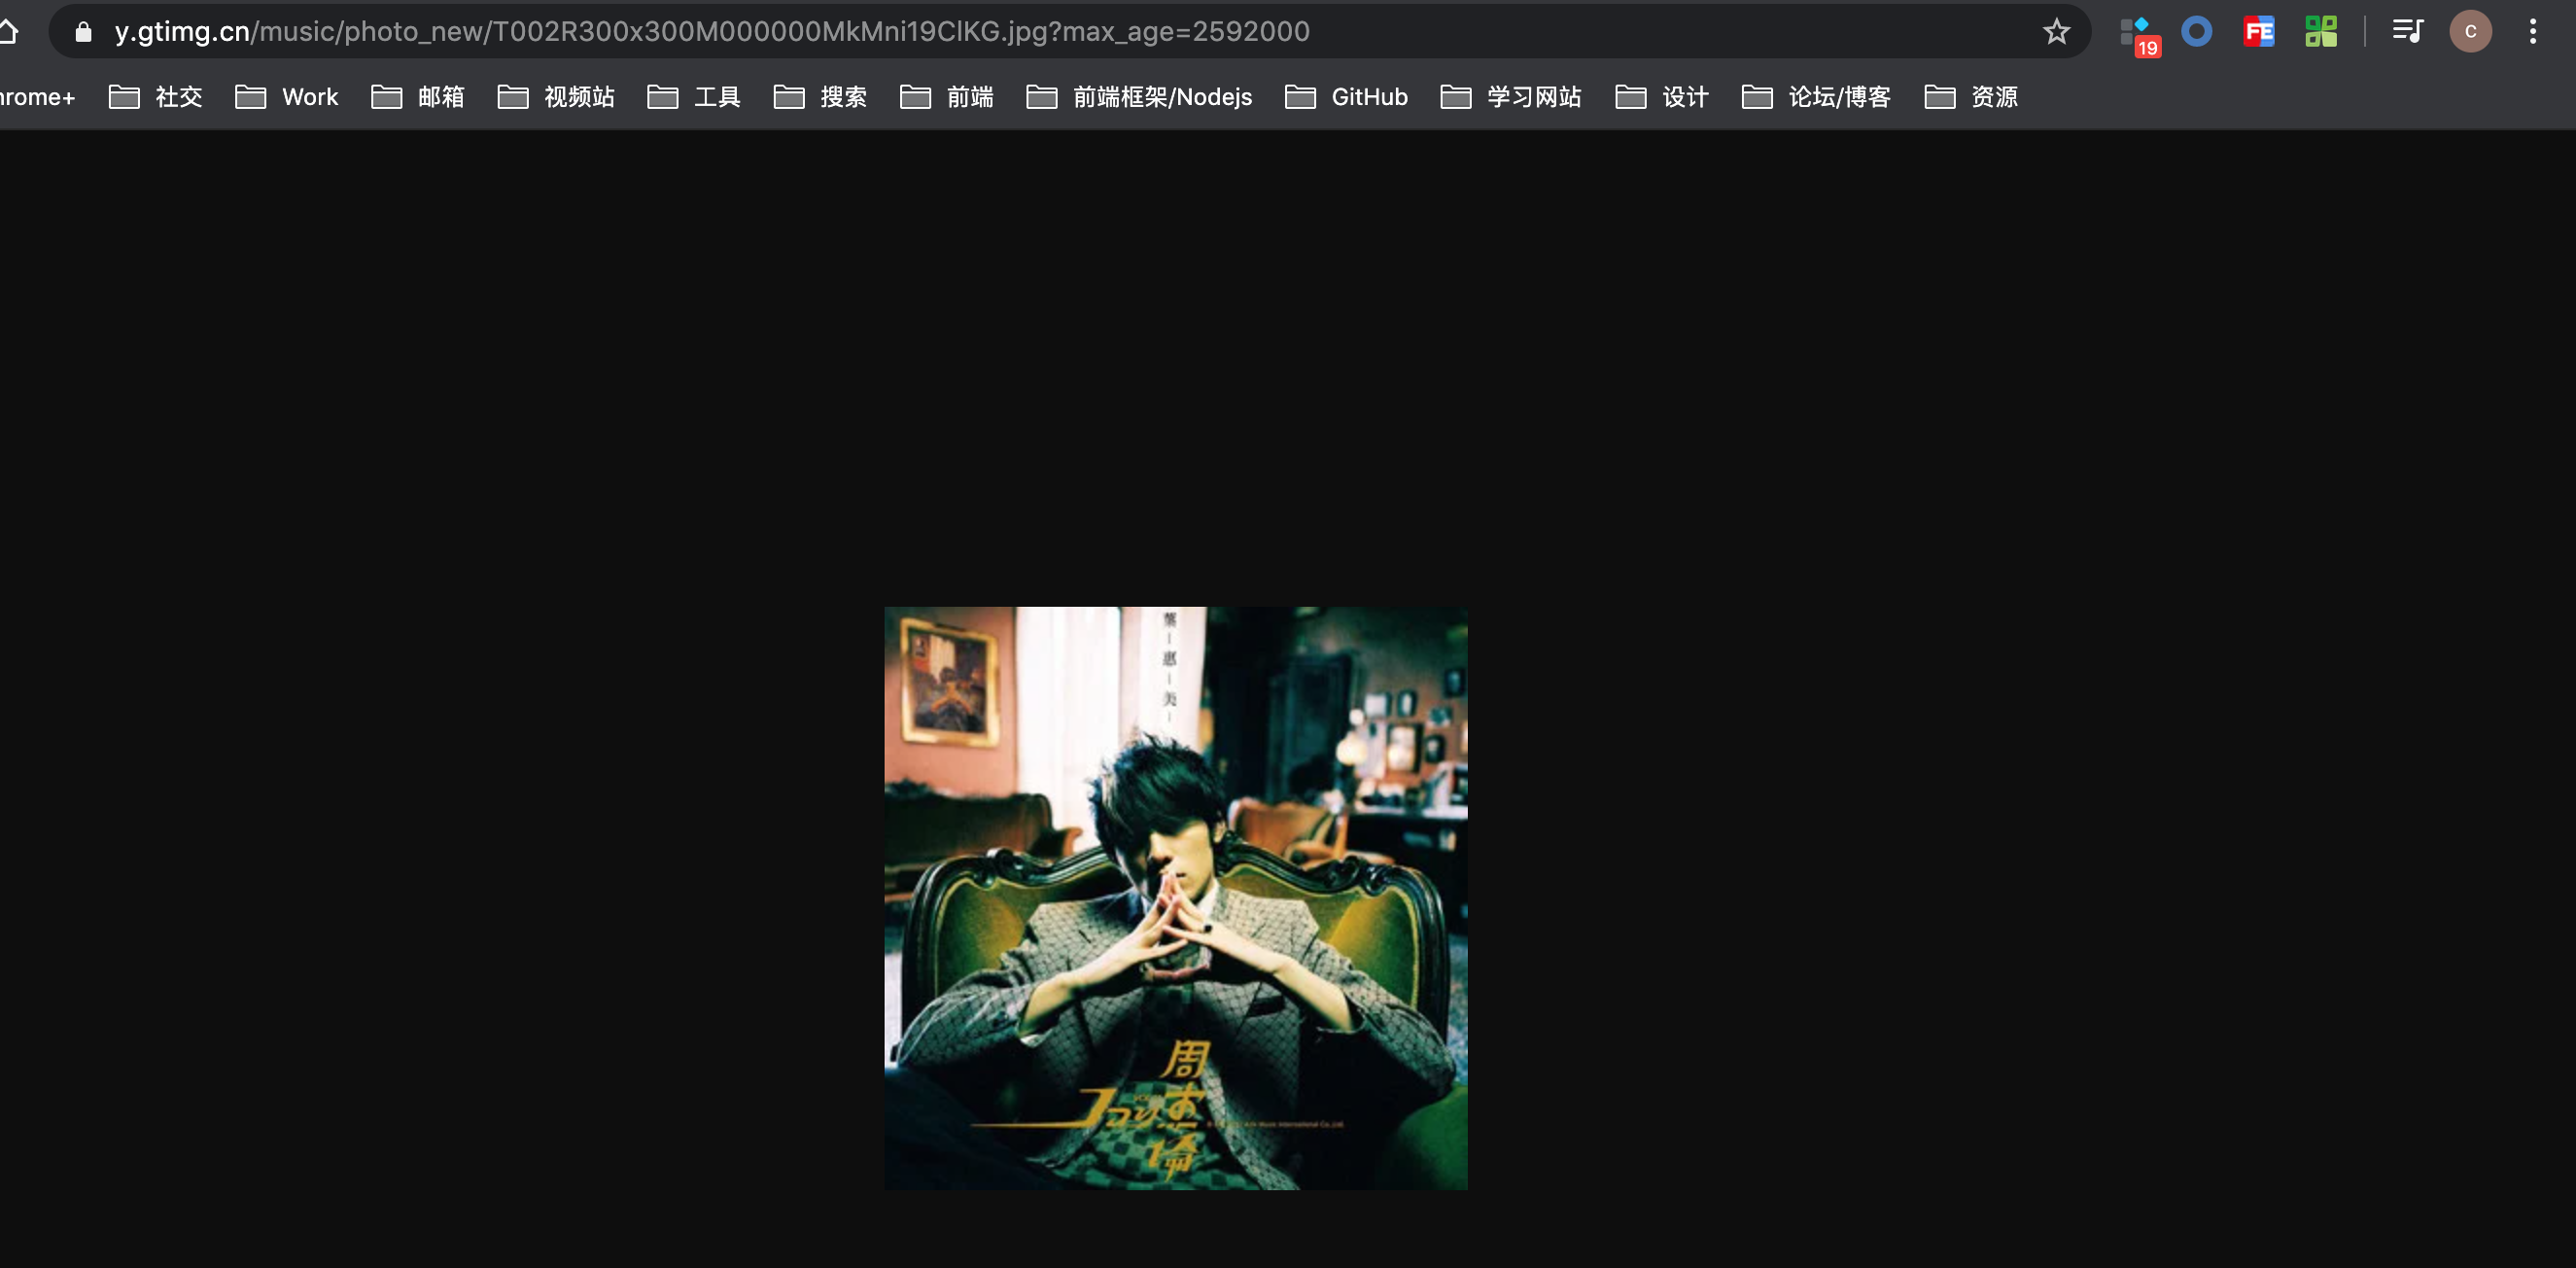 y.gtimg.cn/music/photo_new/T002R300x300M000000MkMni19ClKG.jpg?max_age=2592000
19
FE
C
hrome+ 社交 Work 邮箱 视频站 工具 搜索 前端 前端框架/Nodejs GitHub 学习网站 设计 论坛/博客 资源
葉-惠-美-
周
Jay 杰
倫